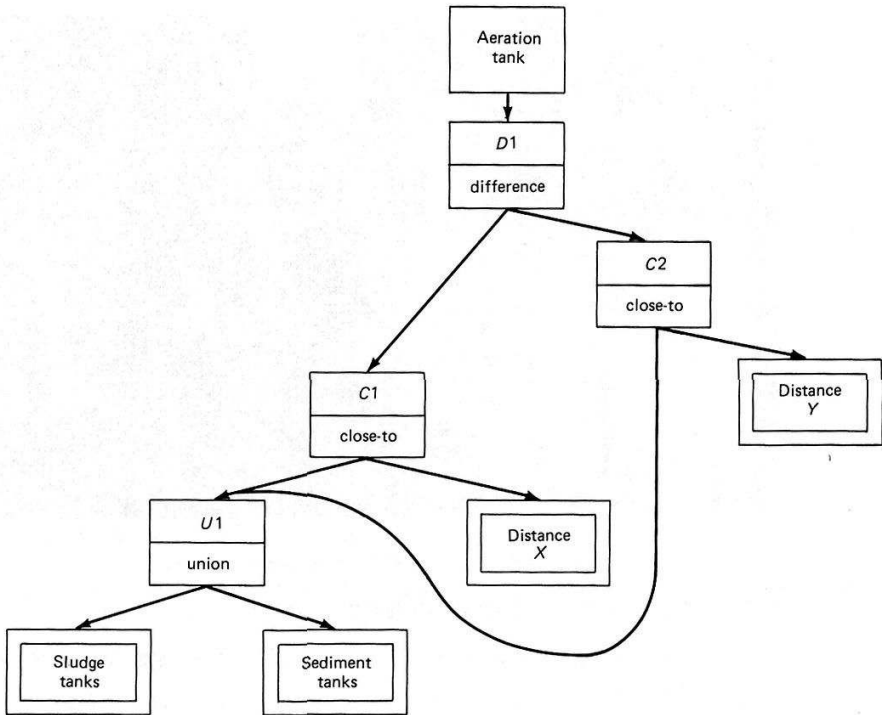 Aeration
tank
D1
difference
C2
close-to
Distance
Y
C1
close-to
U1
union
Distance
X
Sludge
tanks
Sediment
tanks